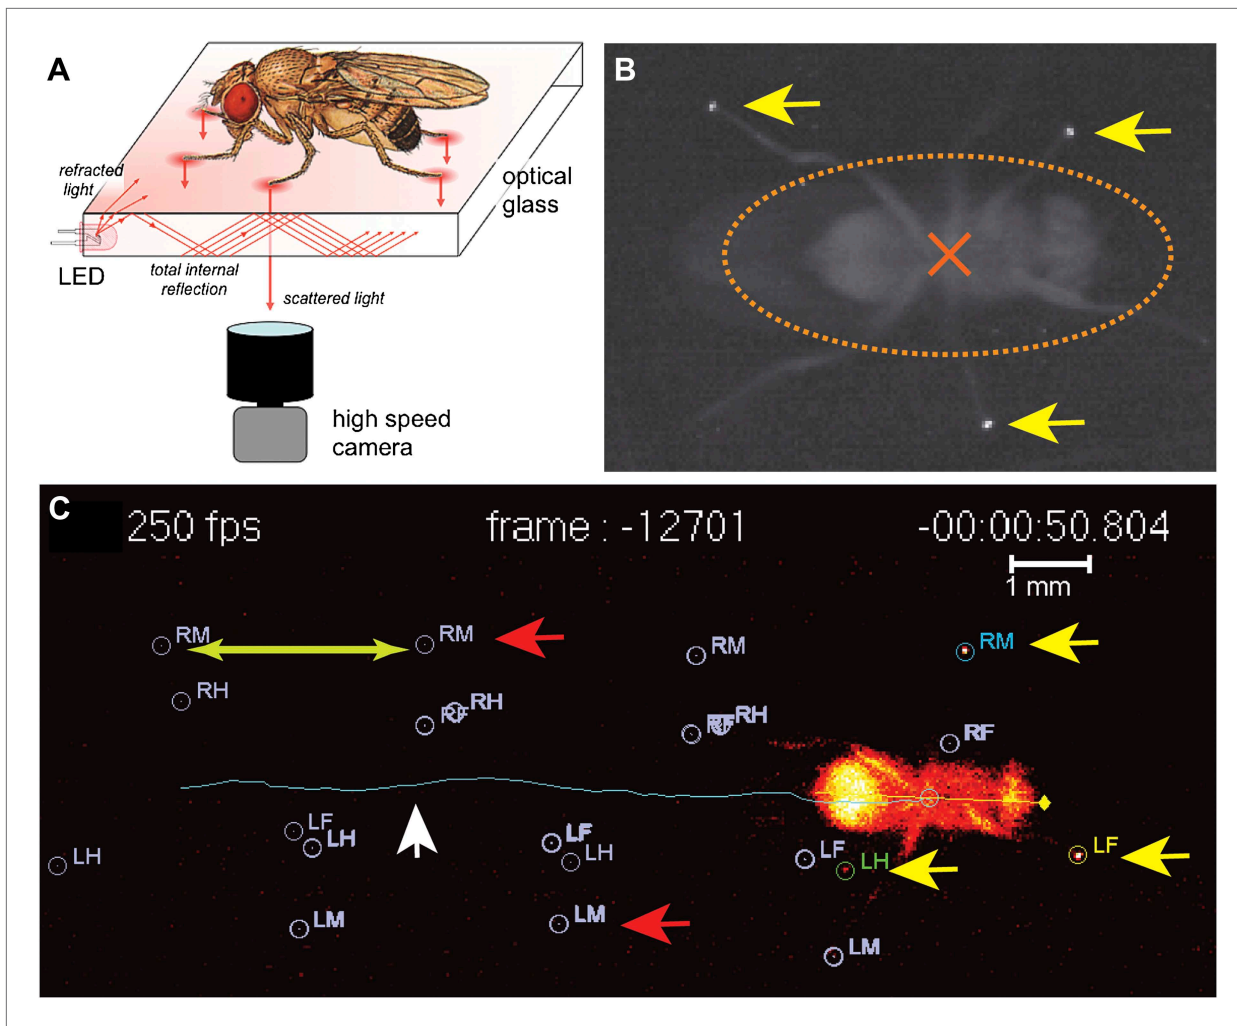 A
refracted
light
LED
total internal
reflection
scattered light
optical
glass
high speed
camera
B
C
250 fps
frame : -12701
-00:00:50.804
1 mm
RM
RM
RM
RM
RH
RF
RH
RF
RH
RF
LF
LH
LH
LF
LH
LF
LH
LF
LM
LM
LM